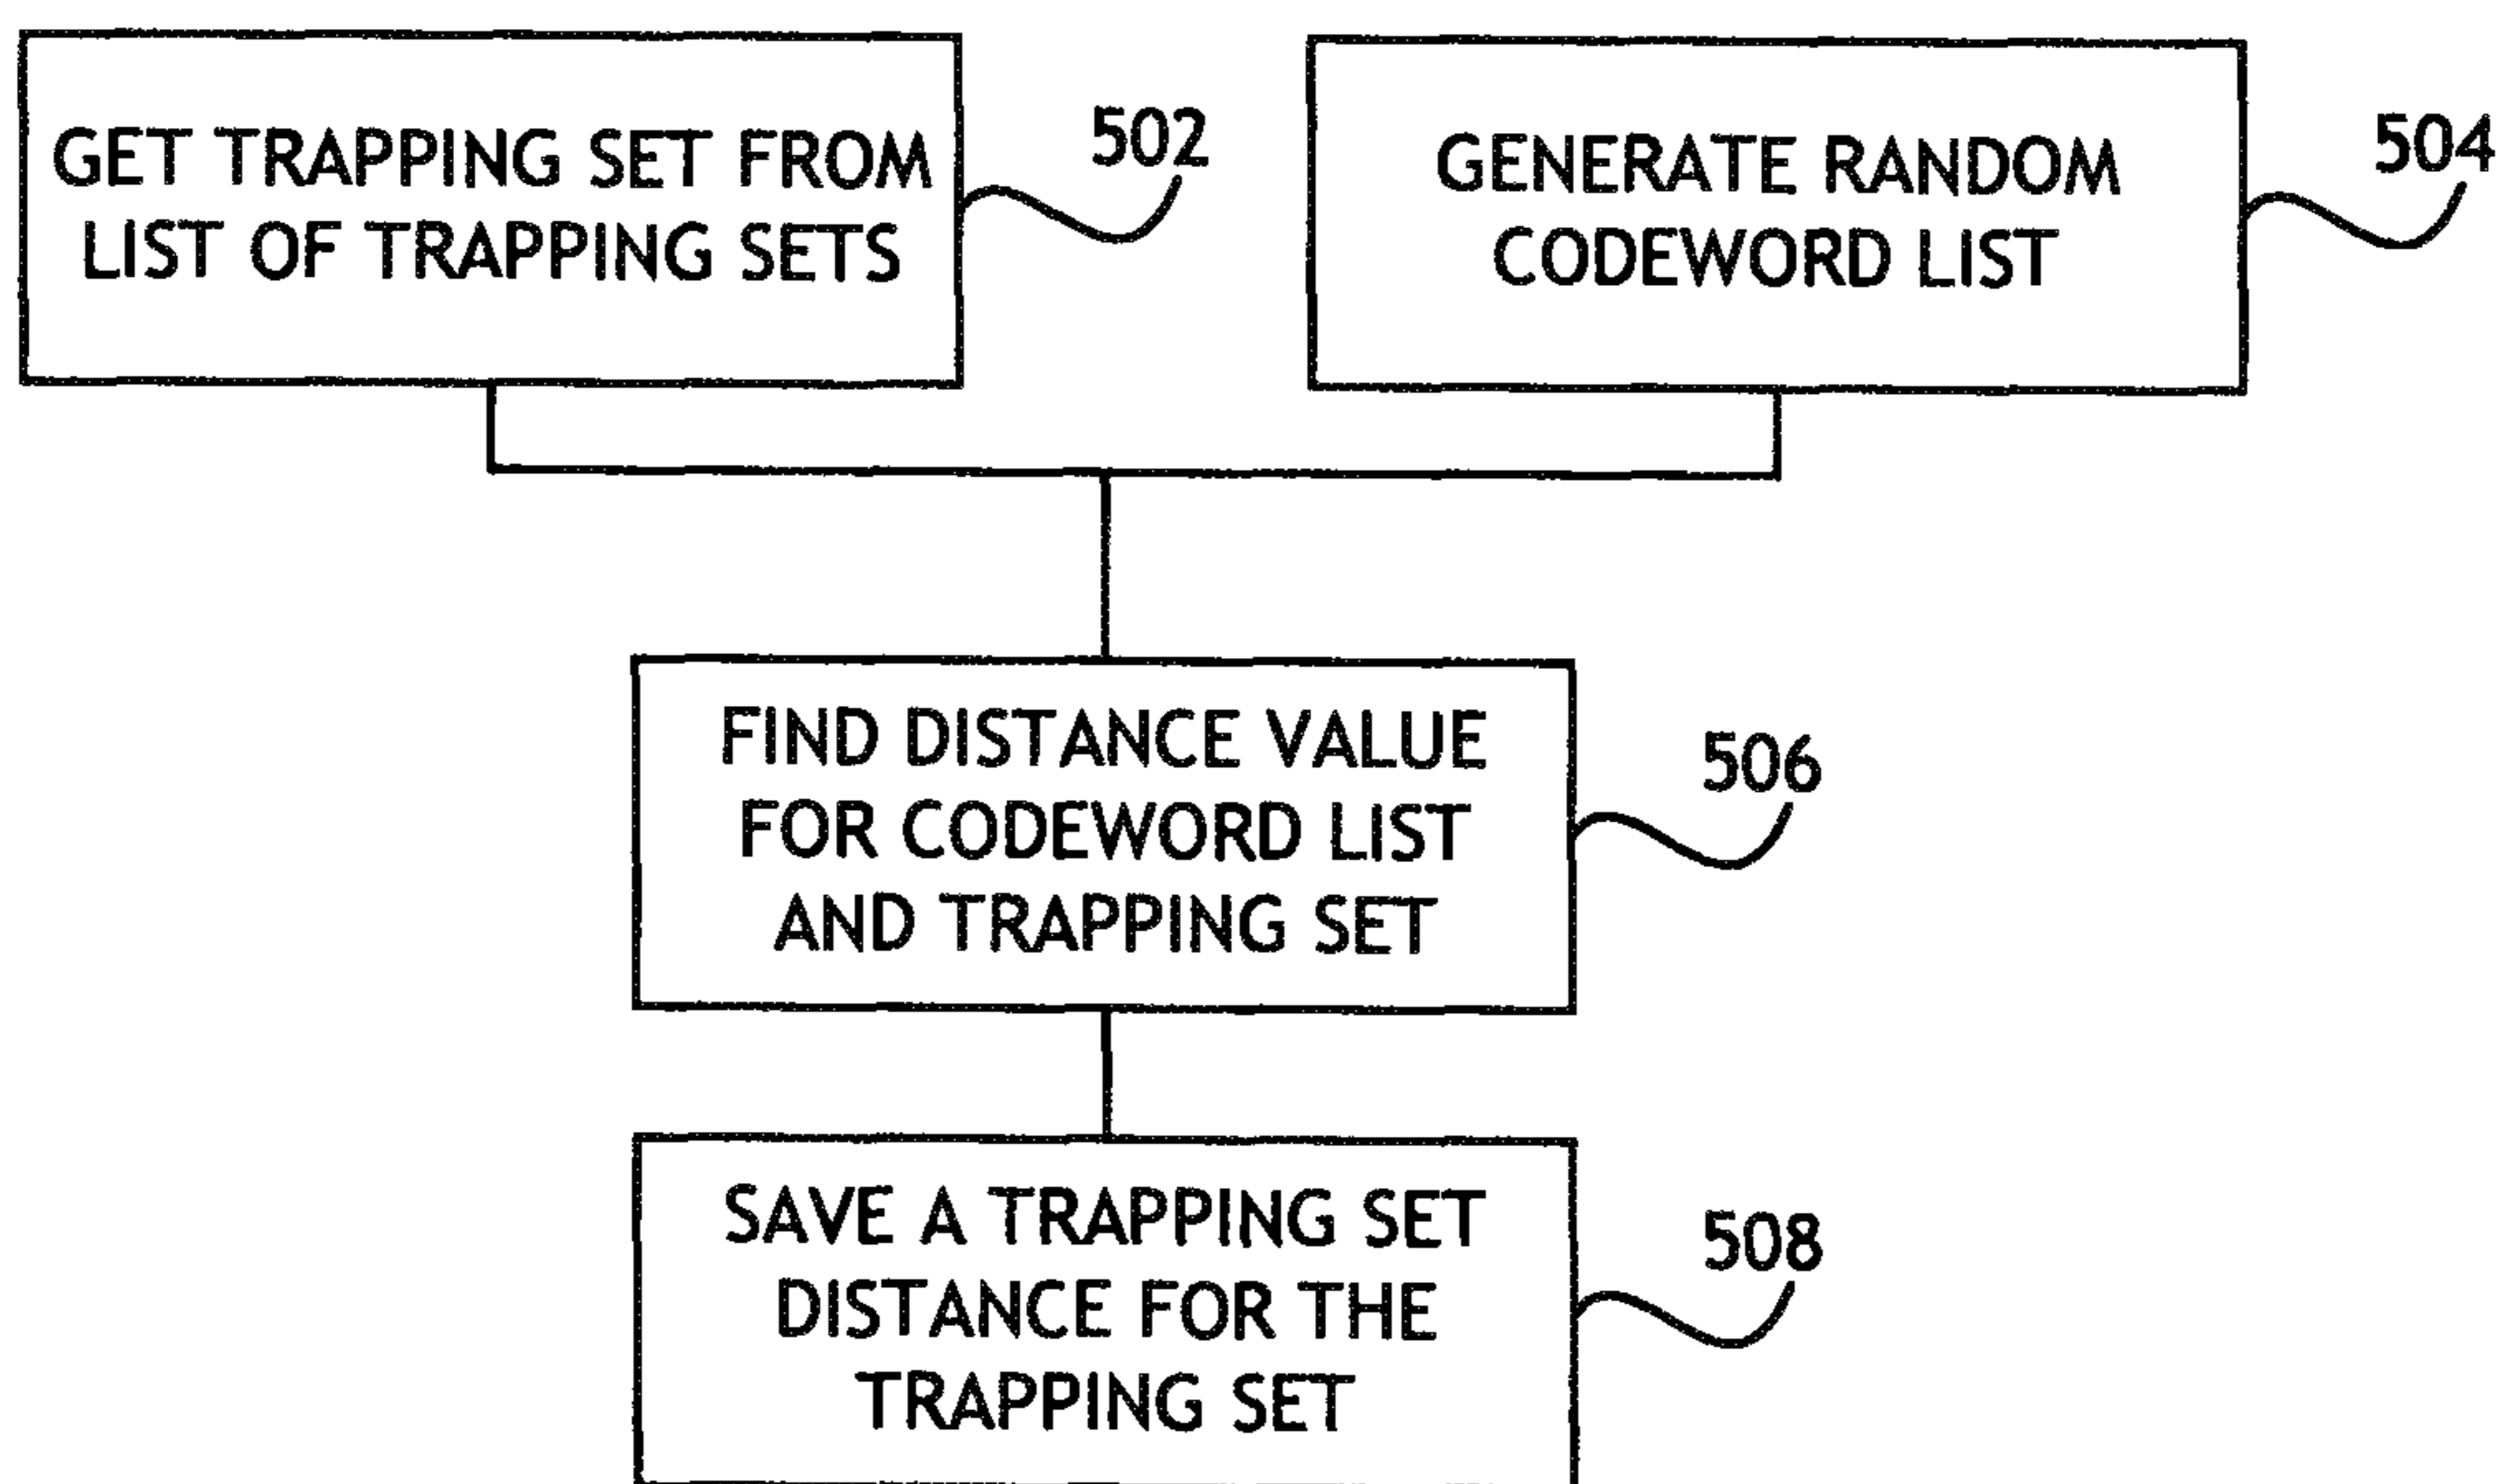 GET TRAPPING SET FROM
LIST OF TRAPPING SETS
502
GENERATE RANDOM
CODEWORD LIST
504
FIND DISTANCE VALUE
FOR CODEWORD LIST
AND TRAPPING SET
506
SAVE A TRAPPING SET
DISTANCE FOR THE
TRAPPING SET
508